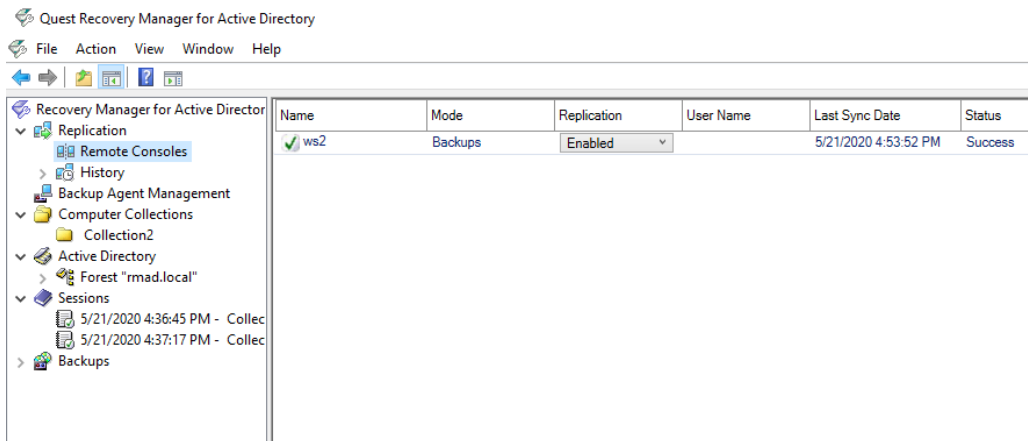 Quest Recovery Manager for Active Directory
File Action View Window Help
Recovery Manager for Active Director
Replication
Remote Consoles
History
Backup Agent Management
Computer Collections
Collection2
Active Directory
Forest "rmad.local"
Sessions
5/21/2020 4:36:45 PM - Collec
5/21/2020 4:37:17 PM - Collec
Backups
Name Mode Replication User Name Last Sync Date Status
ws2 Backups Enabled 5/21/2020 4:53:52 PM Success